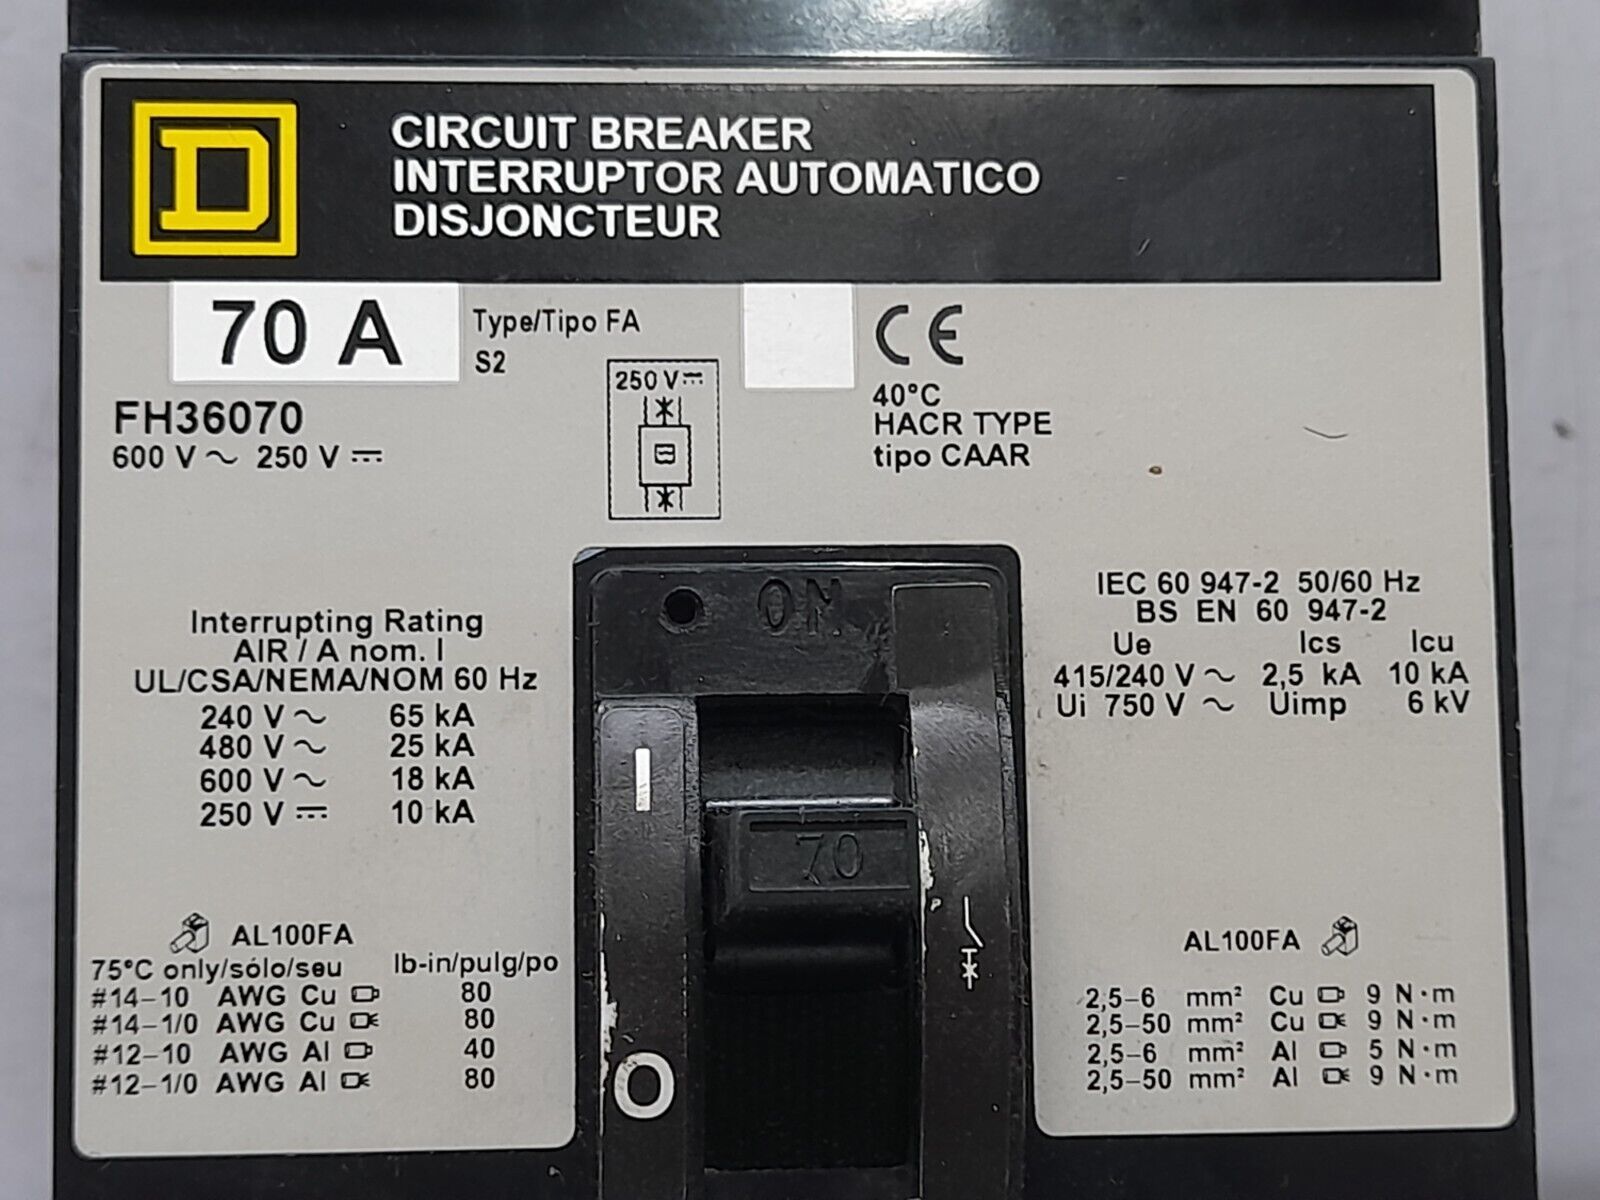 D
CIRCUIT BREAKER
INTERRUPTOR AUTOMATICO
DISJONCTEUR
70 A
Type/Tipo FA
S2
250 V
CE
40°C
HACR TYPE
tipo CAAR
FH36070
600 V ~ 250 V
Interrupting Rating
AIR / A nom. I
UL/CSA/NEMA/NOM 60 Hz
240 V ~ 65 kA
480 V ~ 25 kA
600 V ~ 18 kA
250 V 10 kA
AL100FA
75°C only/sólo/seu lb-in/pulg/po
#14–10 AWG Cu 80
#14–1/0 AWG Cu 80
#12–10 AWG Al 40
#12–1/0 AWG Al 80
ON
I
70
O
IEC 60 947-2 50/60 Hz
BS EN 60 947-2
Ue Ics Icu
415/240 V ~ 2,5 kA 10 kA
Ui 750 V ~ Uimp 6 kV
AL100FA
2,5–6 mm² Cu 9 N·m
2,5–50 mm² Cu 9 N·m
2,5–6 mm² Al 5 N·m
2,5–50 mm² Al 9 N·m